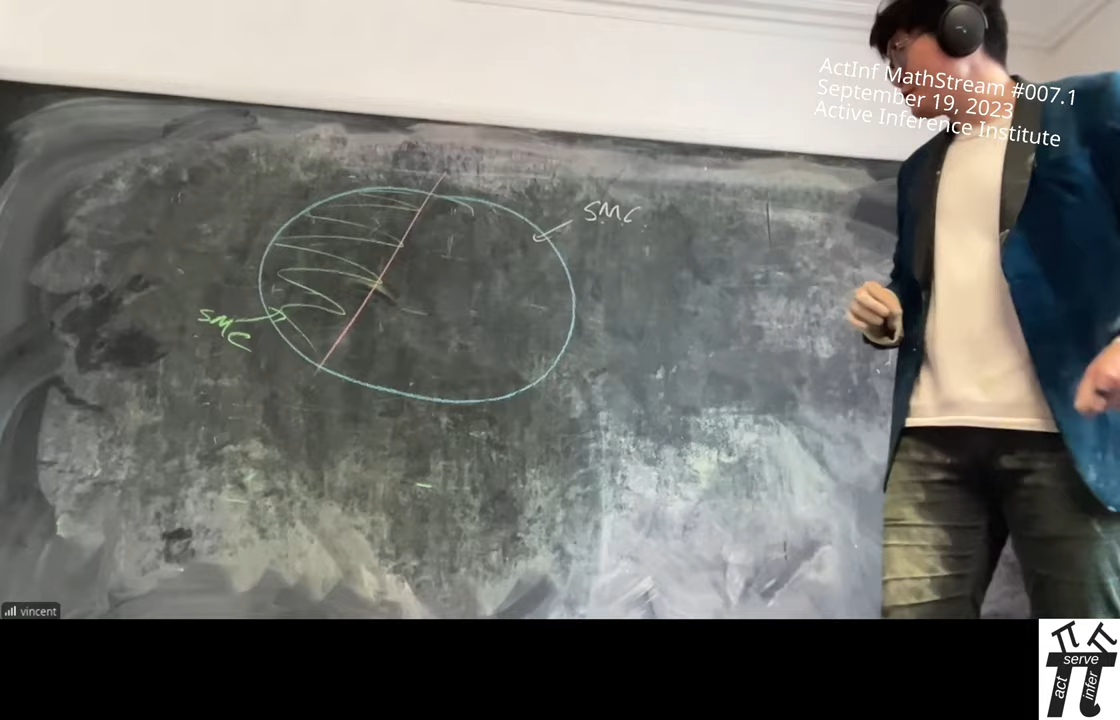 ActInf MathStream #007.1
September 19, 2023
Active Inference Institute
SMC
SMC
vincent
act
serve
infer